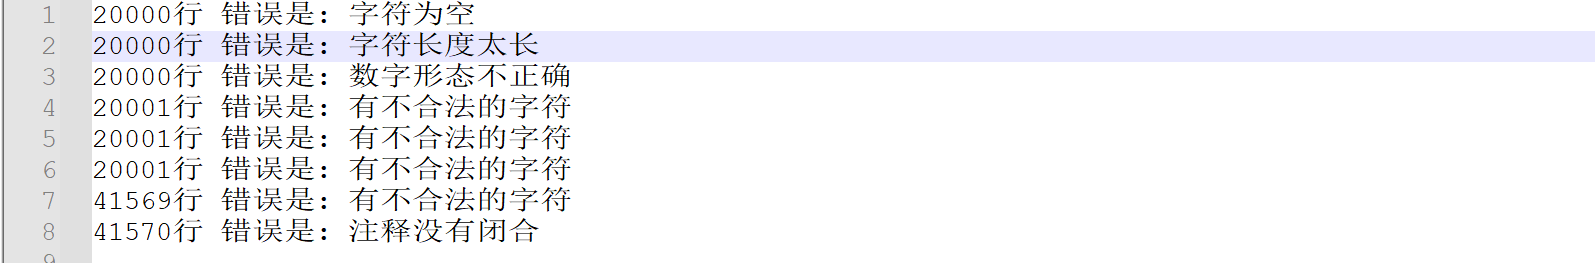 1 20000行 错误是：字符为空
2 20000行 错误是：字符长度太长
3 20000行 错误是：数字形态不正确
4 20001行 错误是：有不合法的字符
5 20001行 错误是：有不合法的字符
6 20001行 错误是：有不合法的字符
7 41569行 错误是：有不合法的字符
8 41570行 错误是：注释没有闭合
9